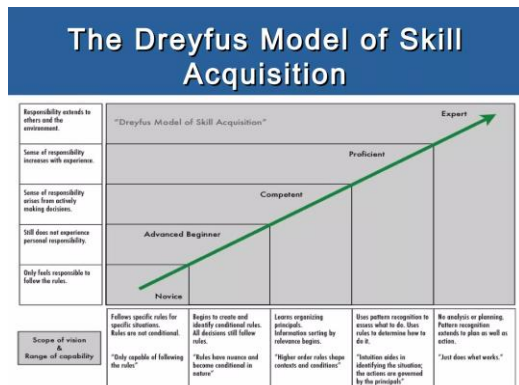 The Dreyfus Model of Skill
Acquisition
Responsibility extends to
others and the
environment.
"Dreyfus Model of Skill Acquisition"
Expert
Sense of responsibility
increases with experience.
Proficient
Sense of responsibility
arises from actively
making decisions.
Competent
Still does not experience
personal responsibility.
Advanced Beginner
Only feels responsible to
follow the rules.
Novice
Scope of vision
&
Range of capability
Follows specific rules for
specific situations.
Rules are not conditional.
"Only capable of following
the rules"
Begins to create and
identify conditional rules.
All decisions still follow
rules.
"Rules have nuance and
become conditional in
nature"
Learns organizing
principals.
Information sorting by
relevance begins.
"Higher order rules shape
contexts and conditions"
Uses pattern recognition to
assess what to do. Uses
rules to determine how to
do it.
"Intuition aides in
identifying the situation;
the actions are governed
by the principals"
No analysis or planning.
Pattern recognition
extends to plan as well as
action.
"Just does what works."